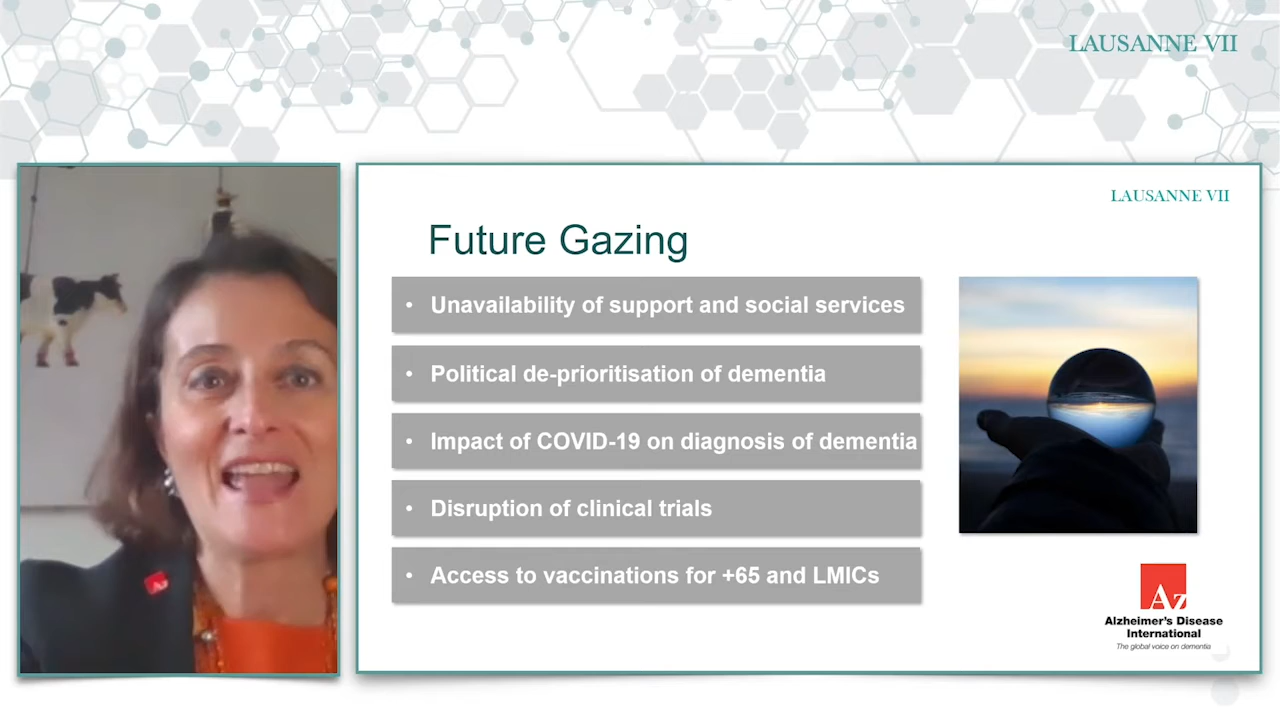 LAUSANNE VII
LAUSANNE VII
Future Gazing
• Unavailability of support and social services
• Political de-prioritisation of dementia
• Impact of COVID-19 on diagnosis of dementia
• Disruption of clinical trials
• Access to vaccinations for +65 and LMICs
Az
Alzheimer's Disease
International
The global voice on dementia